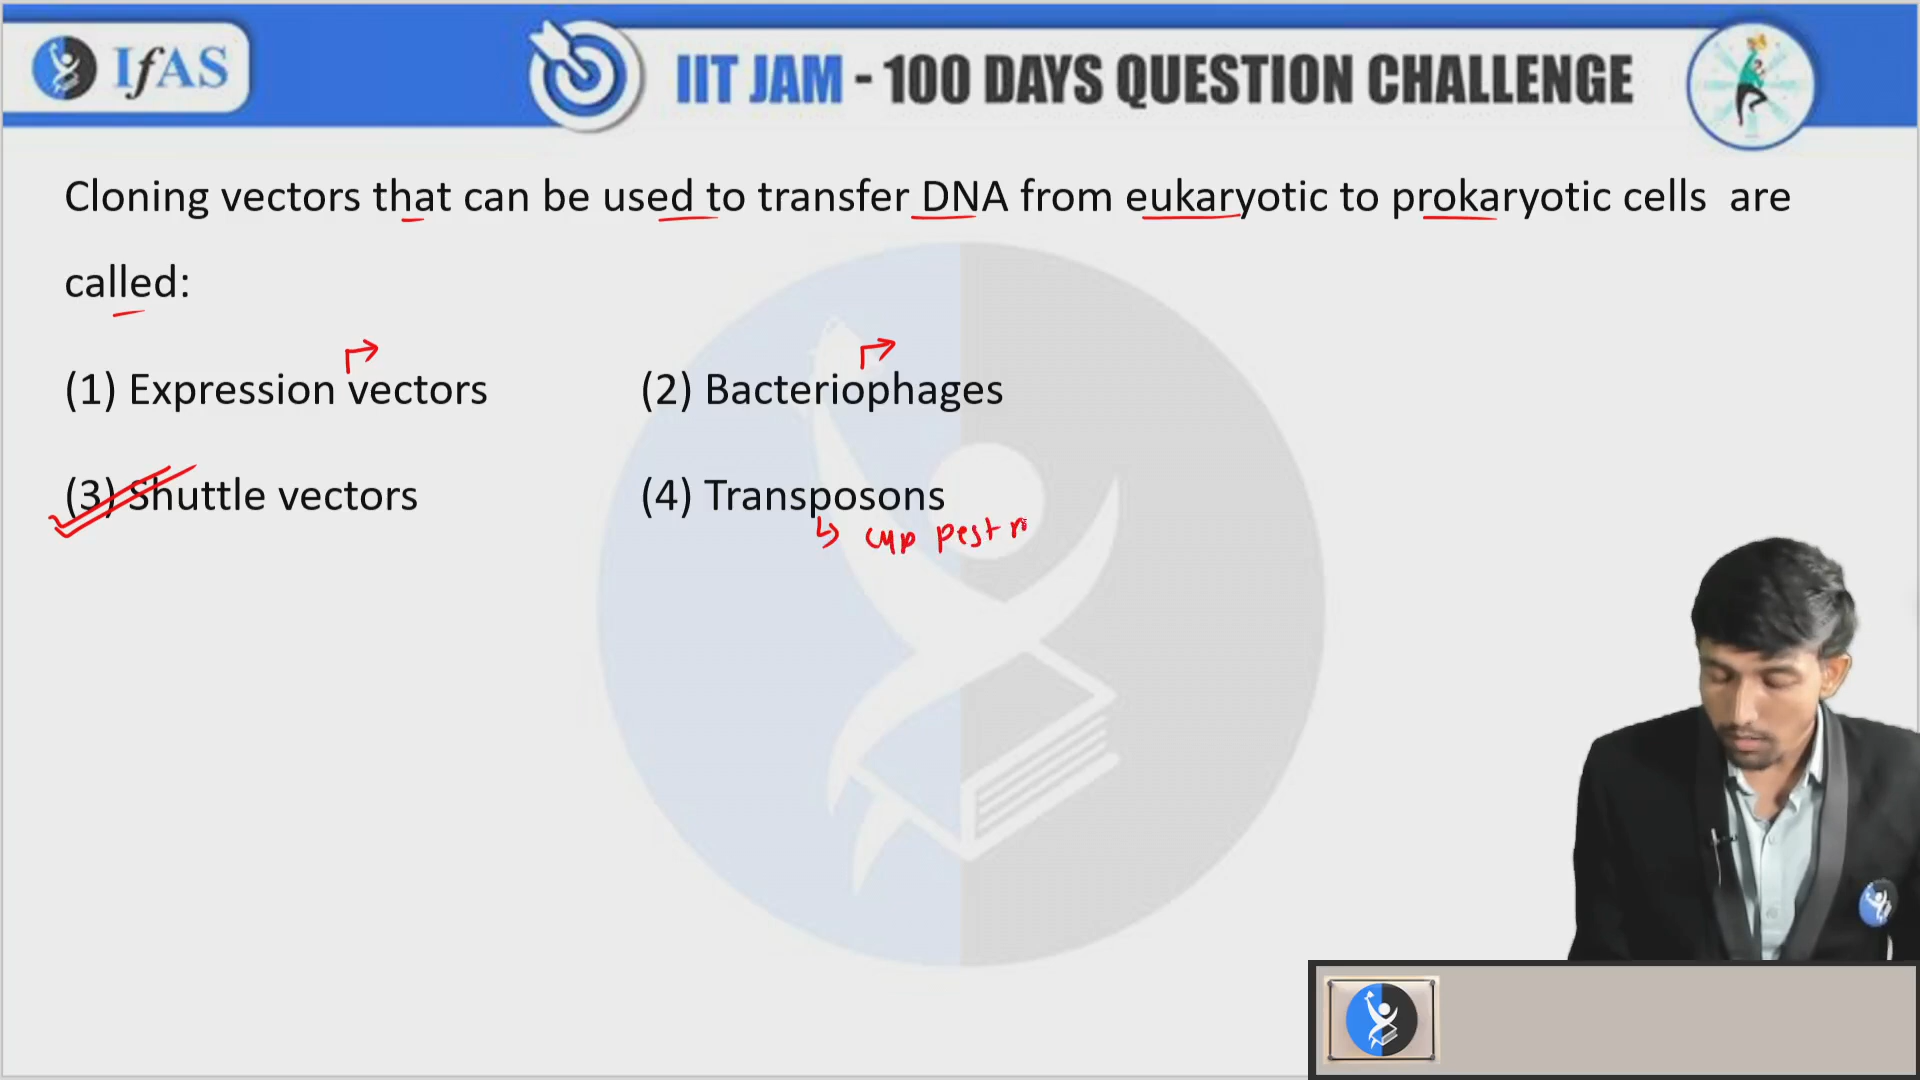 IfAS
IIT JAM - 100 DAYS QUESTION CHALLENGE
Cloning vectors that can be used to transfer DNA from eukaryotic to prokaryotic cells are
called:
(1) Expression vectors (2) Bacteriophages
(3) Shuttle vectors (4) Transposons
pest